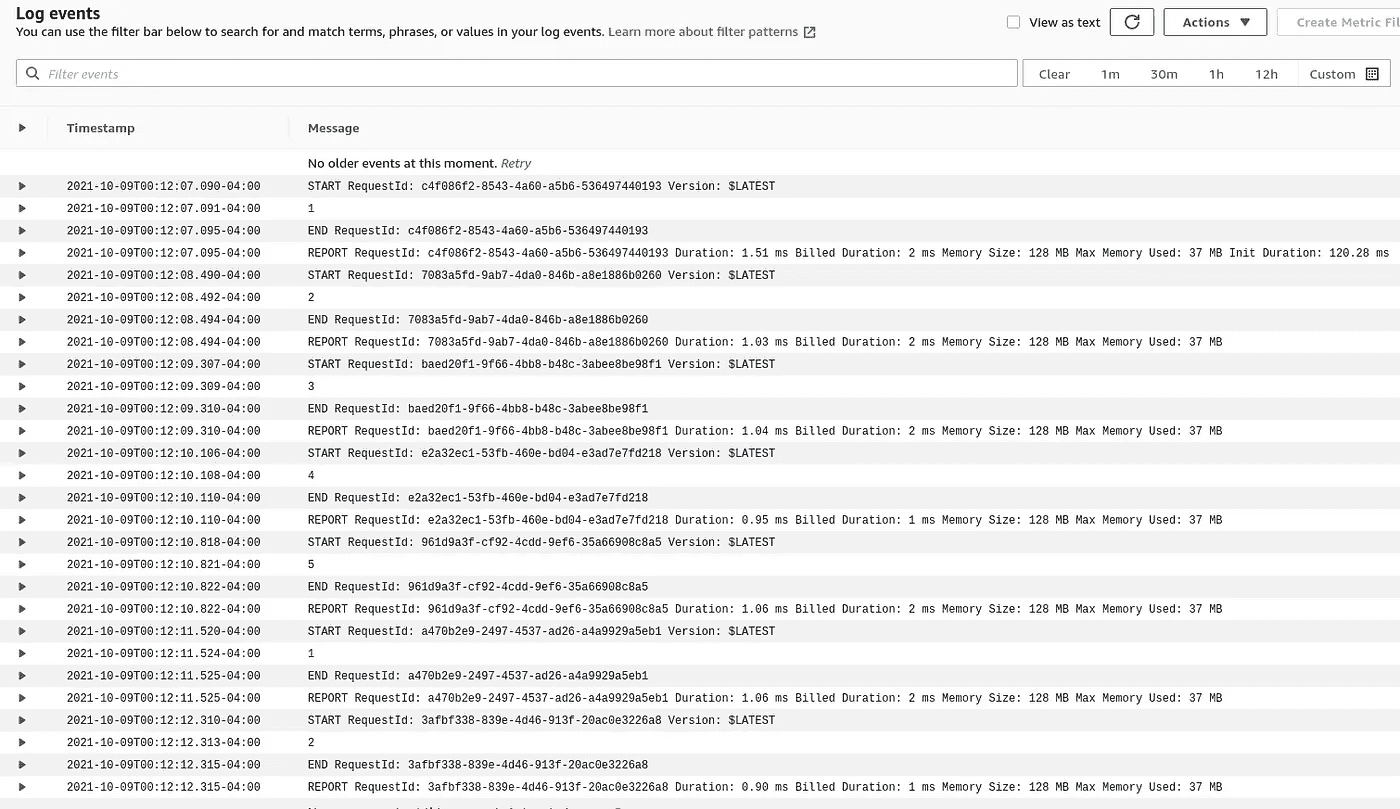 Log events
You can use the filter bar below to search for and match terms, phrases, or values in your log events. Learn more about filter patterns
View as text
Actions
Create Metric Fil
Filter events
Clear 1m 30m 1h 12h Custom
Timestamp Message
No older events at this moment. Retry
2021-10-09T00:12:07.090-04:00 START RequestId: c4f086f2-8543-4a60-a5b6-536497440193 Version: $LATEST
2021-10-09T00:12:07.091-04:00 1
2021-10-09T00:12:07.095-04:00 END RequestId: c4f086f2-8543-4a60-a5b6-536497440193
2021-10-09T00:12:07.095-04:00 REPORT RequestId: c4f086f2-8543-4a60-a5b6-536497440193 Duration: 1.51 ms Billed Duration: 2 ms Memory Size: 128 MB Max Memory Used: 37 MB Init Duration: 120.28 ms
2021-10-09T00:12:08.490-04:00 START RequestId: 7083a5fd-9ab7-4da0-846b-a8e1886b0260 Version: $LATEST
2021-10-09T00:12:08.492-04:00 2
2021-10-09T00:12:08.494-04:00 END RequestId: 7083a5fd-9ab7-4da0-846b-a8e1886b0260
2021-10-09T00:12:08.494-04:00 REPORT RequestId: 7083a5fd-9ab7-4da0-846b-a8e1886b0260 Duration: 1.03 ms Billed Duration: 2 ms Memory Size: 128 MB Max Memory Used: 37 MB
2021-10-09T00:12:09.307-04:00 START RequestId: baed20f1-9f66-4bb8-b48c-3abee8be98f1 Version: $LATEST
2021-10-09T00:12:09.309-04:00 3
2021-10-09T00:12:09.310-04:00 END RequestId: baed20f1-9f66-4bb8-b48c-3abee8be98f1
2021-10-09T00:12:09.310-04:00 REPORT RequestId: baed20f1-9f66-4bb8-b48c-3abee8be98f1 Duration: 1.04 ms Billed Duration: 2 ms Memory Size: 128 MB Max Memory Used: 37 MB
2021-10-09T00:12:10.106-04:00 START RequestId: e2a32ec1-53fb-460e-bd04-e3ad7e7fd218 Version: $LATEST
2021-10-09T00:12:10.108-04:00 4
2021-10-09T00:12:10.110-04:00 END RequestId: e2a32ec1-53fb-460e-bd04-e3ad7e7fd218
2021-10-09T00:12:10.110-04:00 REPORT RequestId: e2a32ec1-53fb-460e-bd04-e3ad7e7fd218 Duration: 0.95 ms Billed Duration: 1 ms Memory Size: 128 MB Max Memory Used: 37 MB
2021-10-09T00:12:10.818-04:00 START RequestId: 961d9a3f-cf92-4cdd-9ef6-35a66908c8a5 Version: $LATEST
2021-10-09T00:12:10.821-04:00 5
2021-10-09T00:12:10.822-04:00 END RequestId: 961d9a3f-cf92-4cdd-9ef6-35a66908c8a5
2021-10-09T00:12:10.822-04:00 REPORT RequestId: 961d9a3f-cf92-4cdd-9ef6-35a66908c8a5 Duration: 1.06 ms Billed Duration: 2 ms Memory Size: 128 MB Max Memory Used: 37 MB
2021-10-09T00:12:11.520-04:00 START RequestId: a470b2e9-2497-4537-ad26-a4a9929a5eb1 Version: $LATEST
2021-10-09T00:12:11.524-04:00 1
2021-10-09T00:12:11.525-04:00 END RequestId: a470b2e9-2497-4537-ad26-a4a9929a5eb1
2021-10-09T00:12:11.525-04:00 REPORT RequestId: a470b2e9-2497-4537-ad26-a4a9929a5eb1 Duration: 1.06 ms Billed Duration: 2 ms Memory Size: 128 MB Max Memory Used: 37 MB
2021-10-09T00:12:12.310-04:00 START RequestId: 3afbf338-839e-4d46-913f-20ac0e3226a8 Version: $LATEST
2021-10-09T00:12:12.313-04:00 2
2021-10-09T00:12:12.315-04:00 END RequestId: 3afbf338-839e-4d46-913f-20ac0e3226a8
2021-10-09T00:12:12.315-04:00 REPORT RequestId: 3afbf338-839e-4d46-913f-20ac0e3226a8 Duration: 0.90 ms Billed Duration: 1 ms Memory Size: 128 MB Max Memory Used: 37 MB